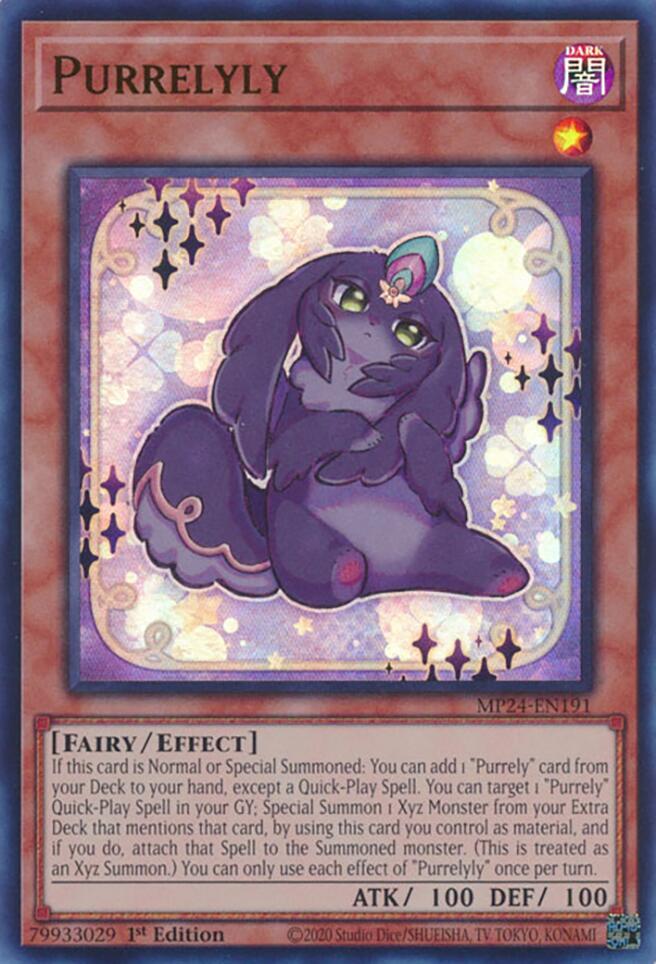 PURRELYLY
DARK
闇
MP24-EN191
[FAIRY/EFFECT]
If this card is Normal or Special Summoned: You can add 1 "Purrely" card from
your Deck to your hand, except a Quick-Play Spell. You can target 1 "Purrely"
Quick-Play Spell in your GY; Special Summon 1 Xyz Monster from your Extra
Deck that mentions that card, by using this card you control as material, and
if you do, attach that Spell to the Summoned monster. (This is treated as
an Xyz Summon.) You can only use each effect of "Purrelyly" once per turn.
ATK/ 100 DEF/ 100
79933029 1st Edition ©2020 Studio Dice/SHUEISHA, TV TOKYO, KONAMI